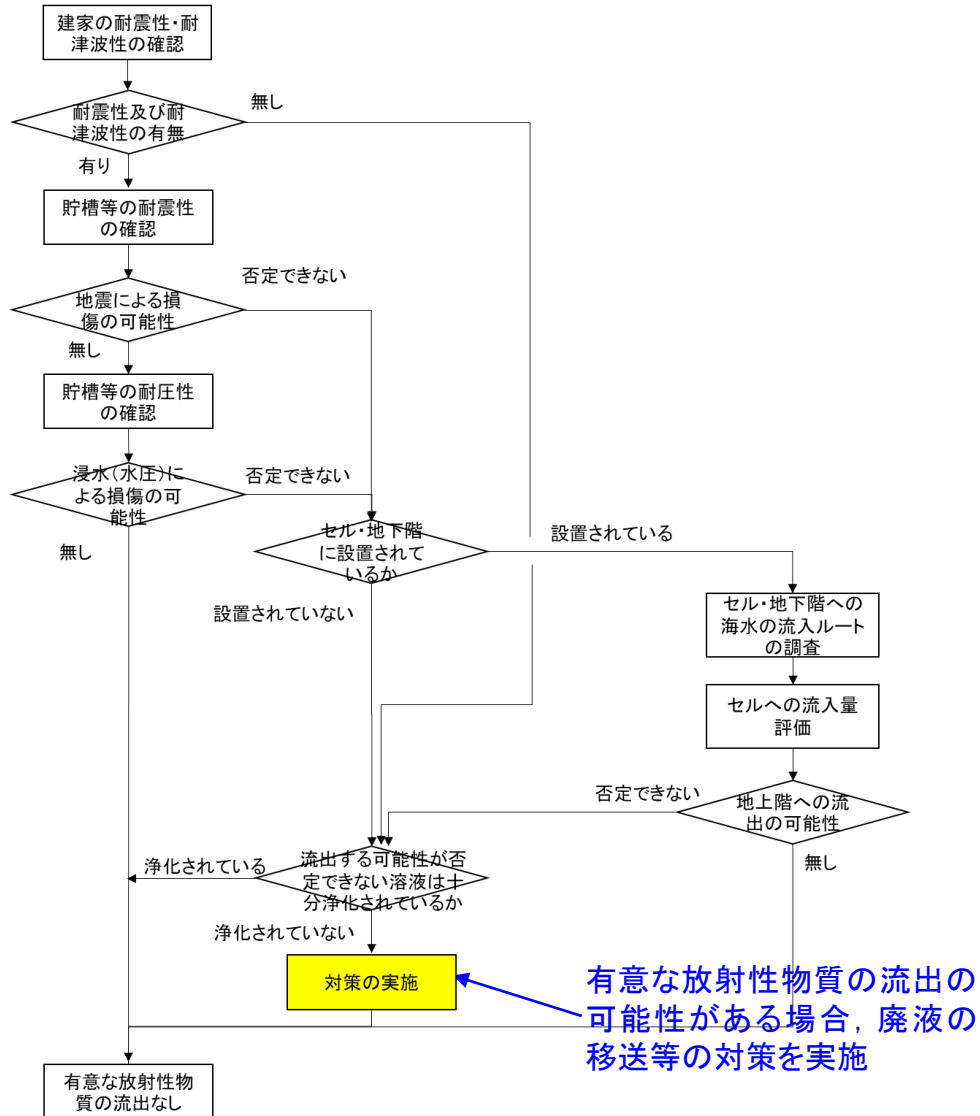 建家の耐震性・耐
津波性の確認
耐震性及び耐
津波性の有無
無し
有り
貯槽等の耐震性
の確認
否定できない
地震による損
傷の可能性
無し
貯槽等の耐圧性
の確認
浸水(水圧)に
よる損傷の可
能性
否定できない
無し
セル・地下階
に設置されて
いるか
設置されている
設置されていない
セル・地下階への
海水の流入ルート
の調査
セルへの流入量
評価
否定できない
地上階への流
出の可能性
無し
浄化されている
流出する可能性が否
定できない溶液は十
分浄化されているか
浄化されていない
対策の実施
有意な放射性物質の流出の
可能性がある場合, 廃液の
移送等の対策を実施
有意な放射性物
質の流出なし